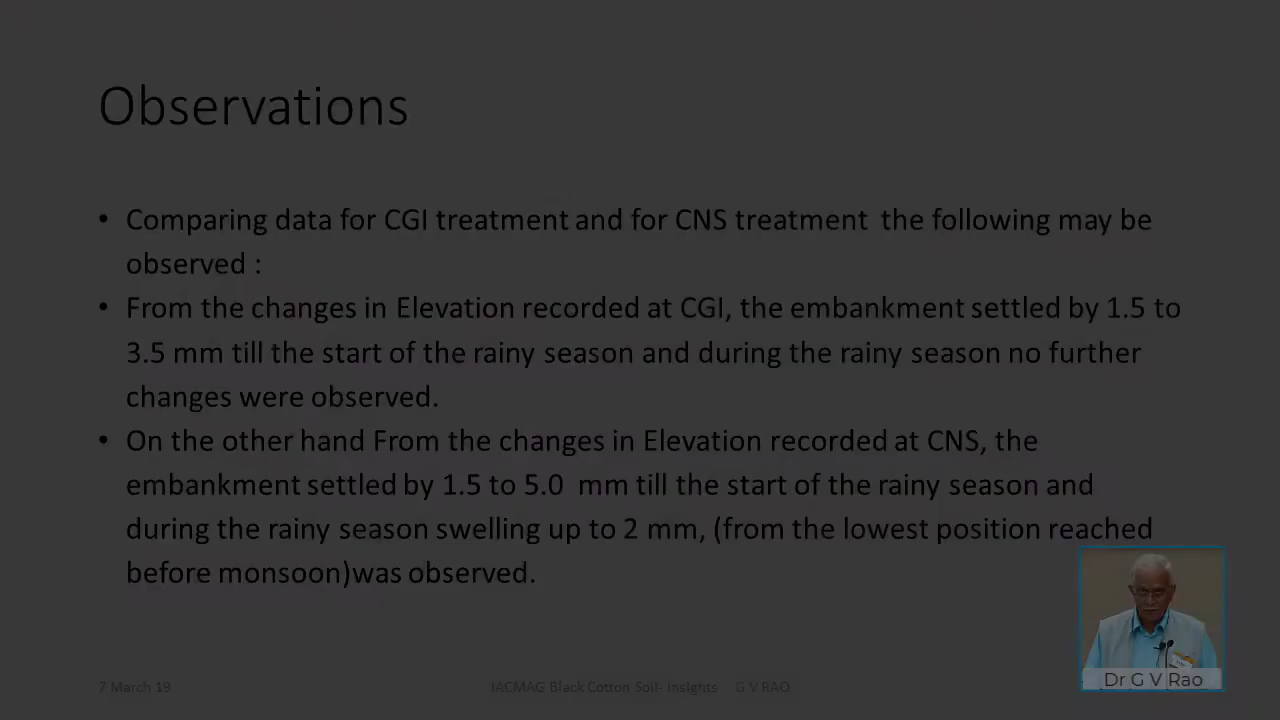 Observations
• Comparing data for CGI treatment and for CNS treatment the following may be
observed :
• From the changes in Elevation recorded at CGI, the embankment settled by 1.5 to
3.5 mm till the start of the rainy season and during the rainy season no further
changes were observed.
• On the other hand From the changes in Elevation recorded at CNS, the
embankment settled by 1.5 to 5.0 mm till the start of the rainy season and
during the rainy season swelling up to 2 mm, (from the lowest position reached
before monsoon)was observed.
7 March 19
IACMAG Black Cotton Soil- Insights G V RAO
Dr G V Rao